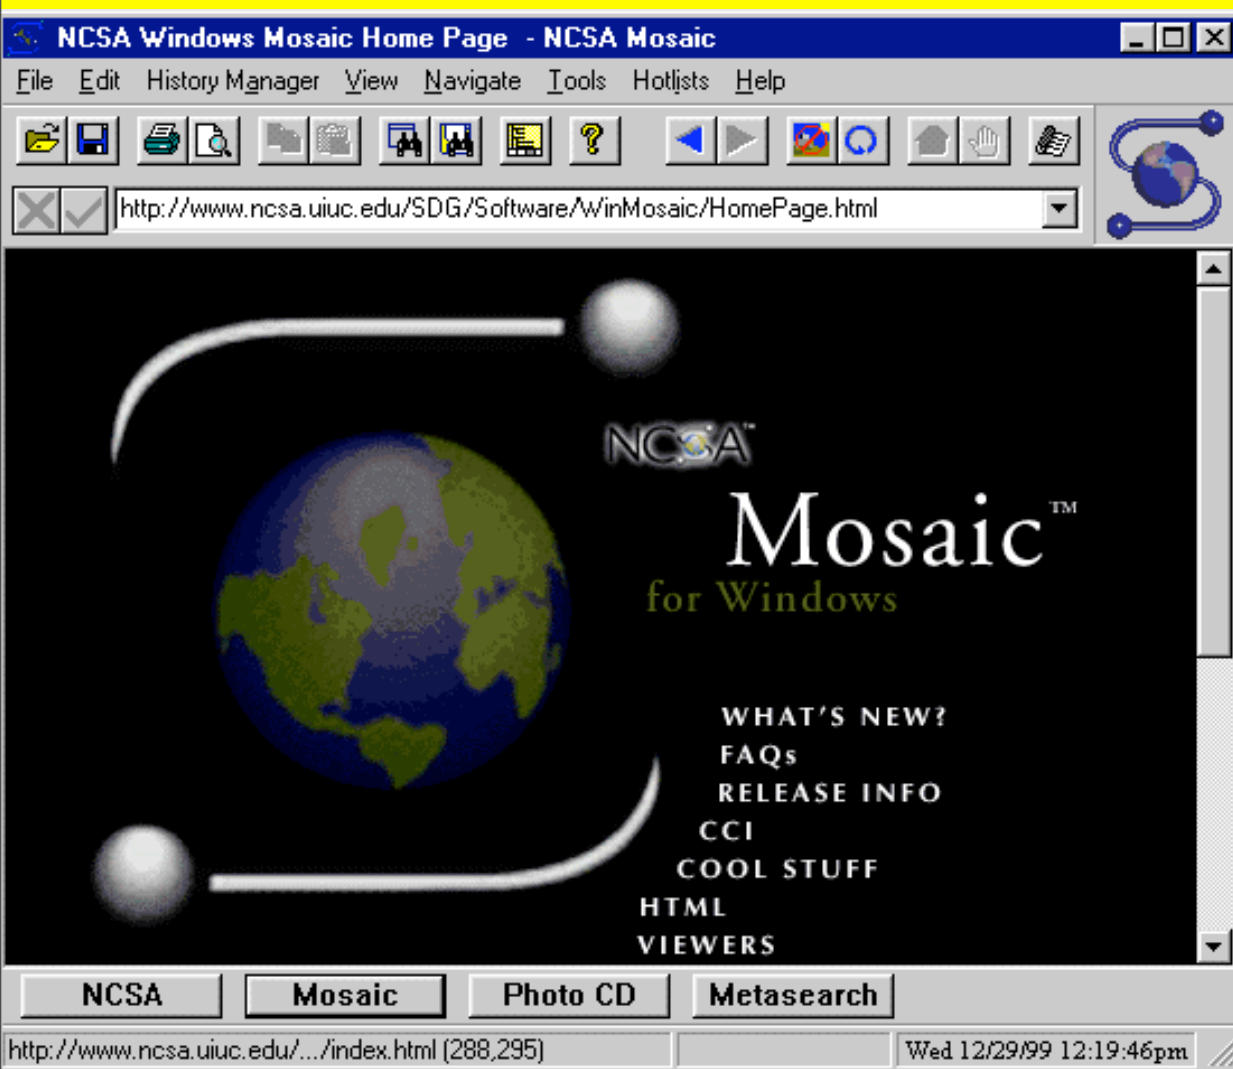 NCSA Windows Mosaic Home Page - NCSA Mosaic
File Edit History Manager View Navigate Tools Hotlists Help
http://www.ncsa.uiuc.edu/SDG/Software/WinMosaic/HomePage.html
NCSA™
Mosaic™
for Windows
WHAT'S NEW?
FAQs
RELEASE INFO
CCI
COOL STUFF
HTML
VIEWERS
NCSA Mosaic Photo CD Metasearch
http://www.ncsa.uiuc.edu/.../index.html (288,295) Wed 12/29/99 12:19:46pm